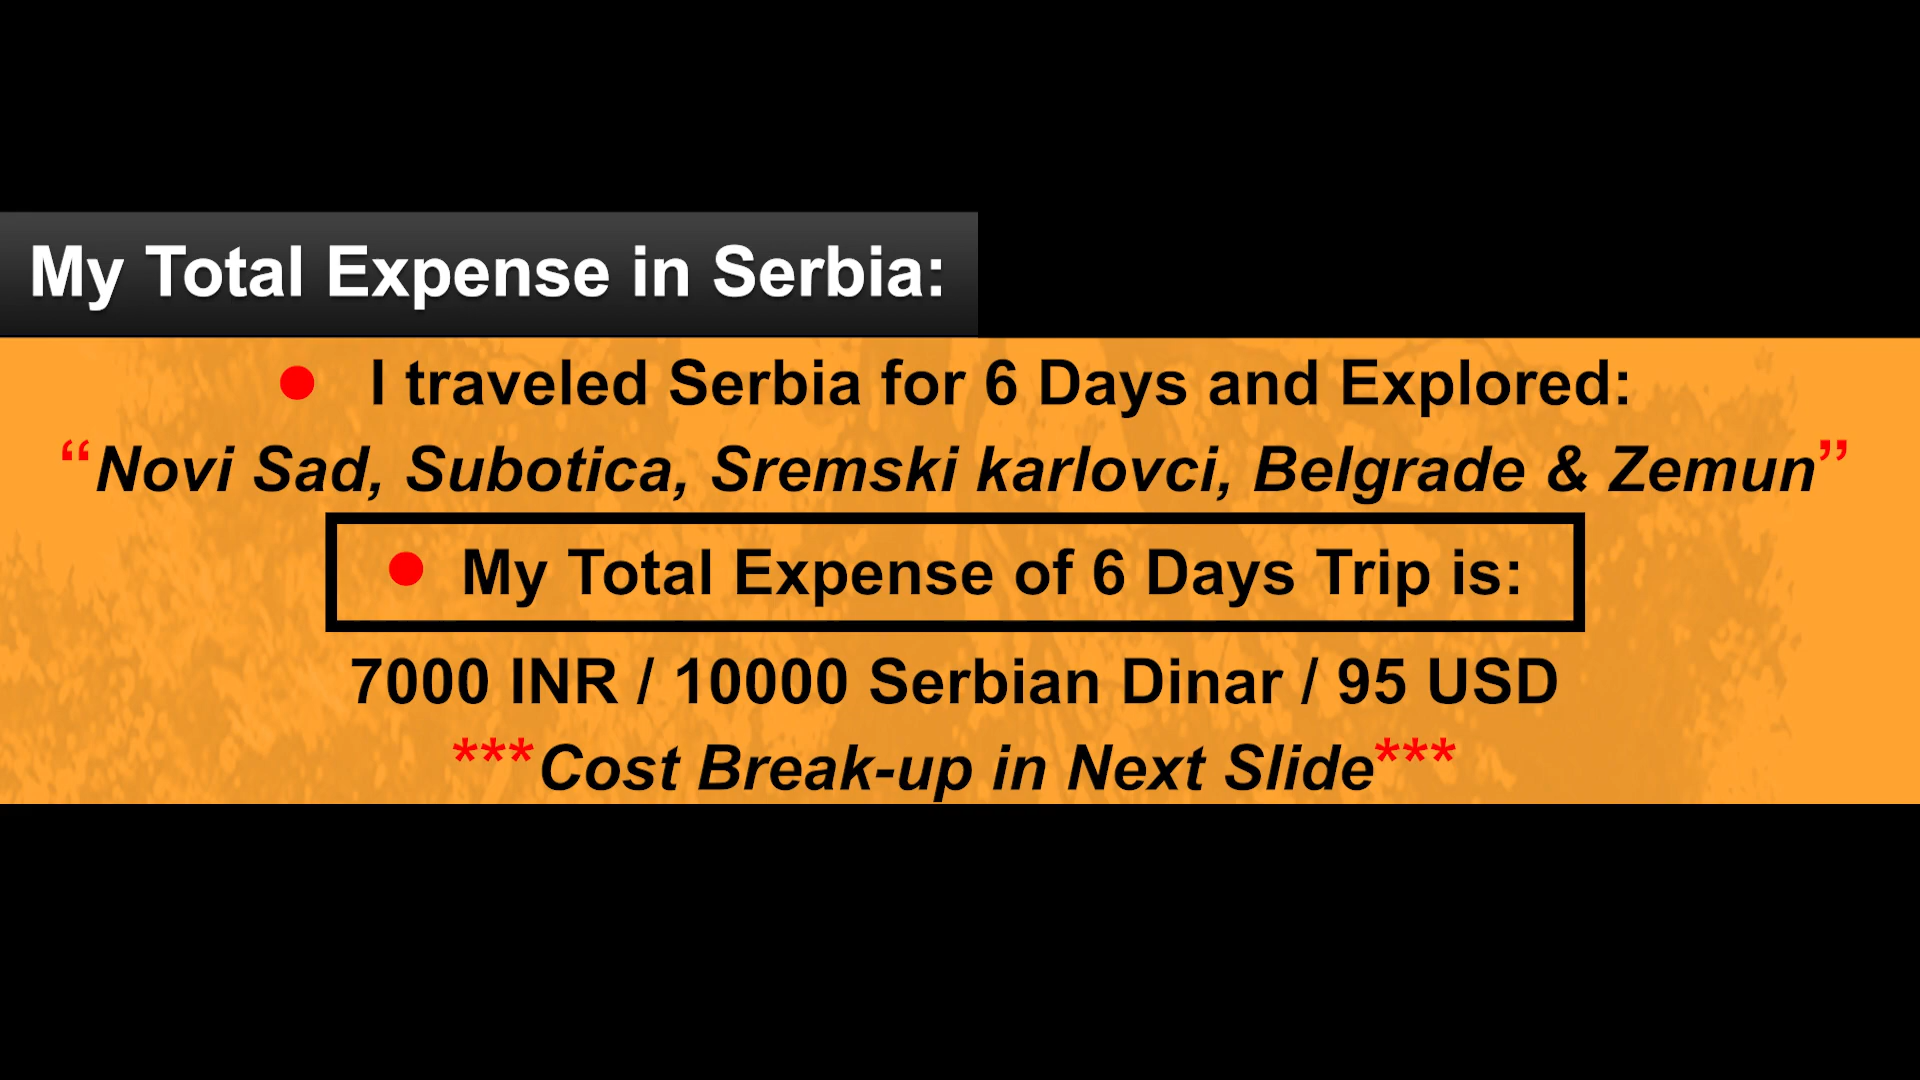 My Total Expense in Serbia:
● I traveled Serbia for 6 Days and Explored:
“Novi Sad, Subotica, Sremski karlovci, Belgrade & Zemun”
● My Total Expense of 6 Days Trip is:
7000 INR / 10000 Serbian Dinar / 95 USD
***Cost Break-up in Next Slide***